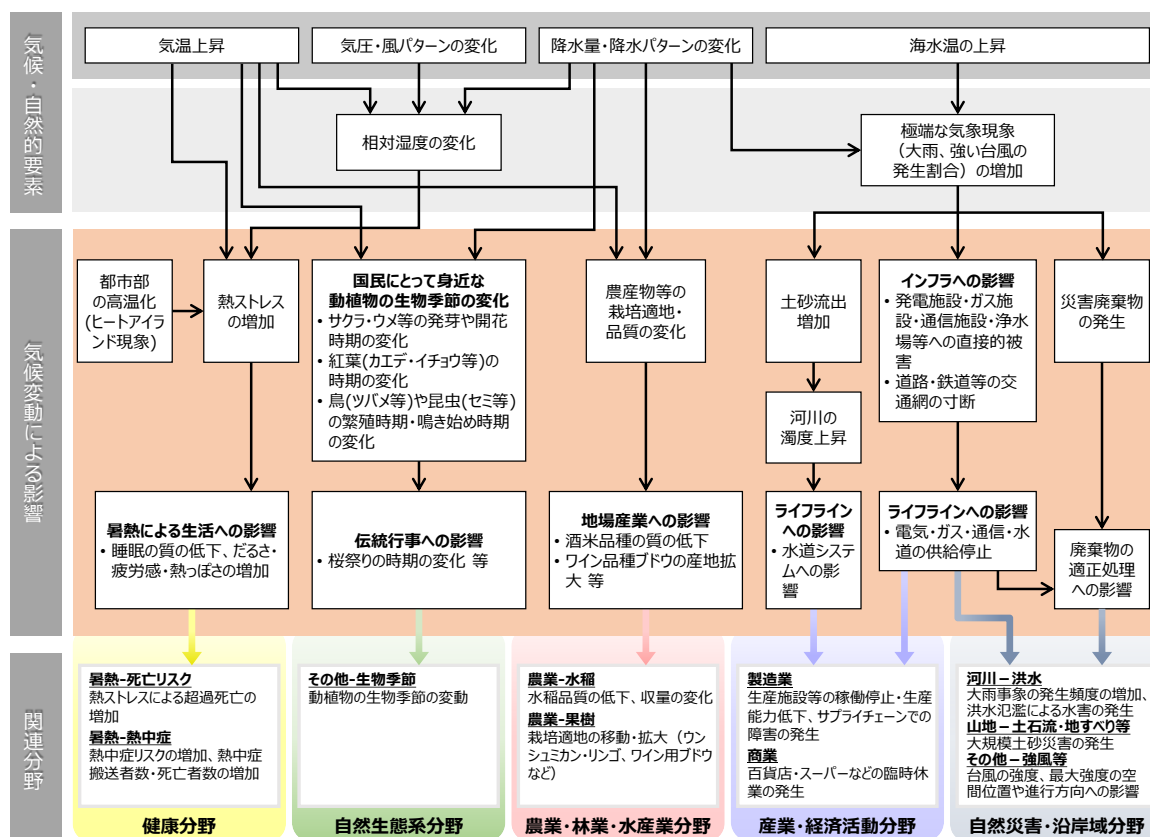 気候・自然的要素
気温上昇
気圧・風パターンの変化
降水量・降水パターンの変化
海水温の上昇
相対湿度の変化
極端な気象現象
（大雨、強い台風の
発生割合）の増加
気候変動による影響
都市部
の高温化
(ヒートアイラ
ンド現象)
熱ストレス
の増加
国民にとって身近な
動植物の生物季節の変化
• サクラ・ウメ等の発芽や開花
時期の変化
• 紅葉(カエデ・イチョウ等)の
時期の変化
• 鳥(ツバメ等)や昆虫(セミ等)
の繁殖時期・鳴き始め時期
の変化
農産物等の
栽培適地・
品質の変化
土砂流出
増加
インフラへの影響
• 発電施設・ガス施
設・通信施設・浄水
場等への直接的被
害
• 道路・鉄道等の交
通網の寸断
災害廃棄物
の発生
河川の
濁度上昇
暑熱による生活への影響
• 睡眠の質の低下、だるさ・
疲労感・熱っぽさの増加
伝統行事への影響
• 桜祭りの時期の変化 等
地場産業への影響
• 酒米品種の質の低下
• ワイン品種ブドウの産地拡
大 等
ライフライン
への影響
• 水道システ
ムへの影
響
ライフラインへの影響
• 電気・ガス・通信・水
道の供給停止
廃棄物の
適正処理
への影響
関連分野
暑熱-死亡リスク
熱ストレスによる超過死亡の
増加
暑熱-熱中症
熱中症リスクの増加、熱中症
搬送者数・死亡者数の増加
健康分野
その他-生物季節
動植物の生物季節の変動
自然生態系分野
農業-水稲
水稲品質の低下、収量の変化
農業-果樹
栽培適地の移動・拡大（ウン
シュミカン・リンゴ、ワイン用ブドウ
など）
農業・林業・水産業分野
製造業
生産施設等の稼働停止・生産
能力低下、サプライチェーンでの
障害の発生
商業
百貨店・スーパーなどの臨時休
業の発生
産業・経済活動分野
河川－洪水
大雨事象の発生頻度の増加、
洪水氾濫による水害の発生
山地－土石流・地すべり等
大規模土砂災害の発生
その他－強風等
台風の強度、最大強度の空
間位置や進行方向への影響
自然災害・沿岸域分野